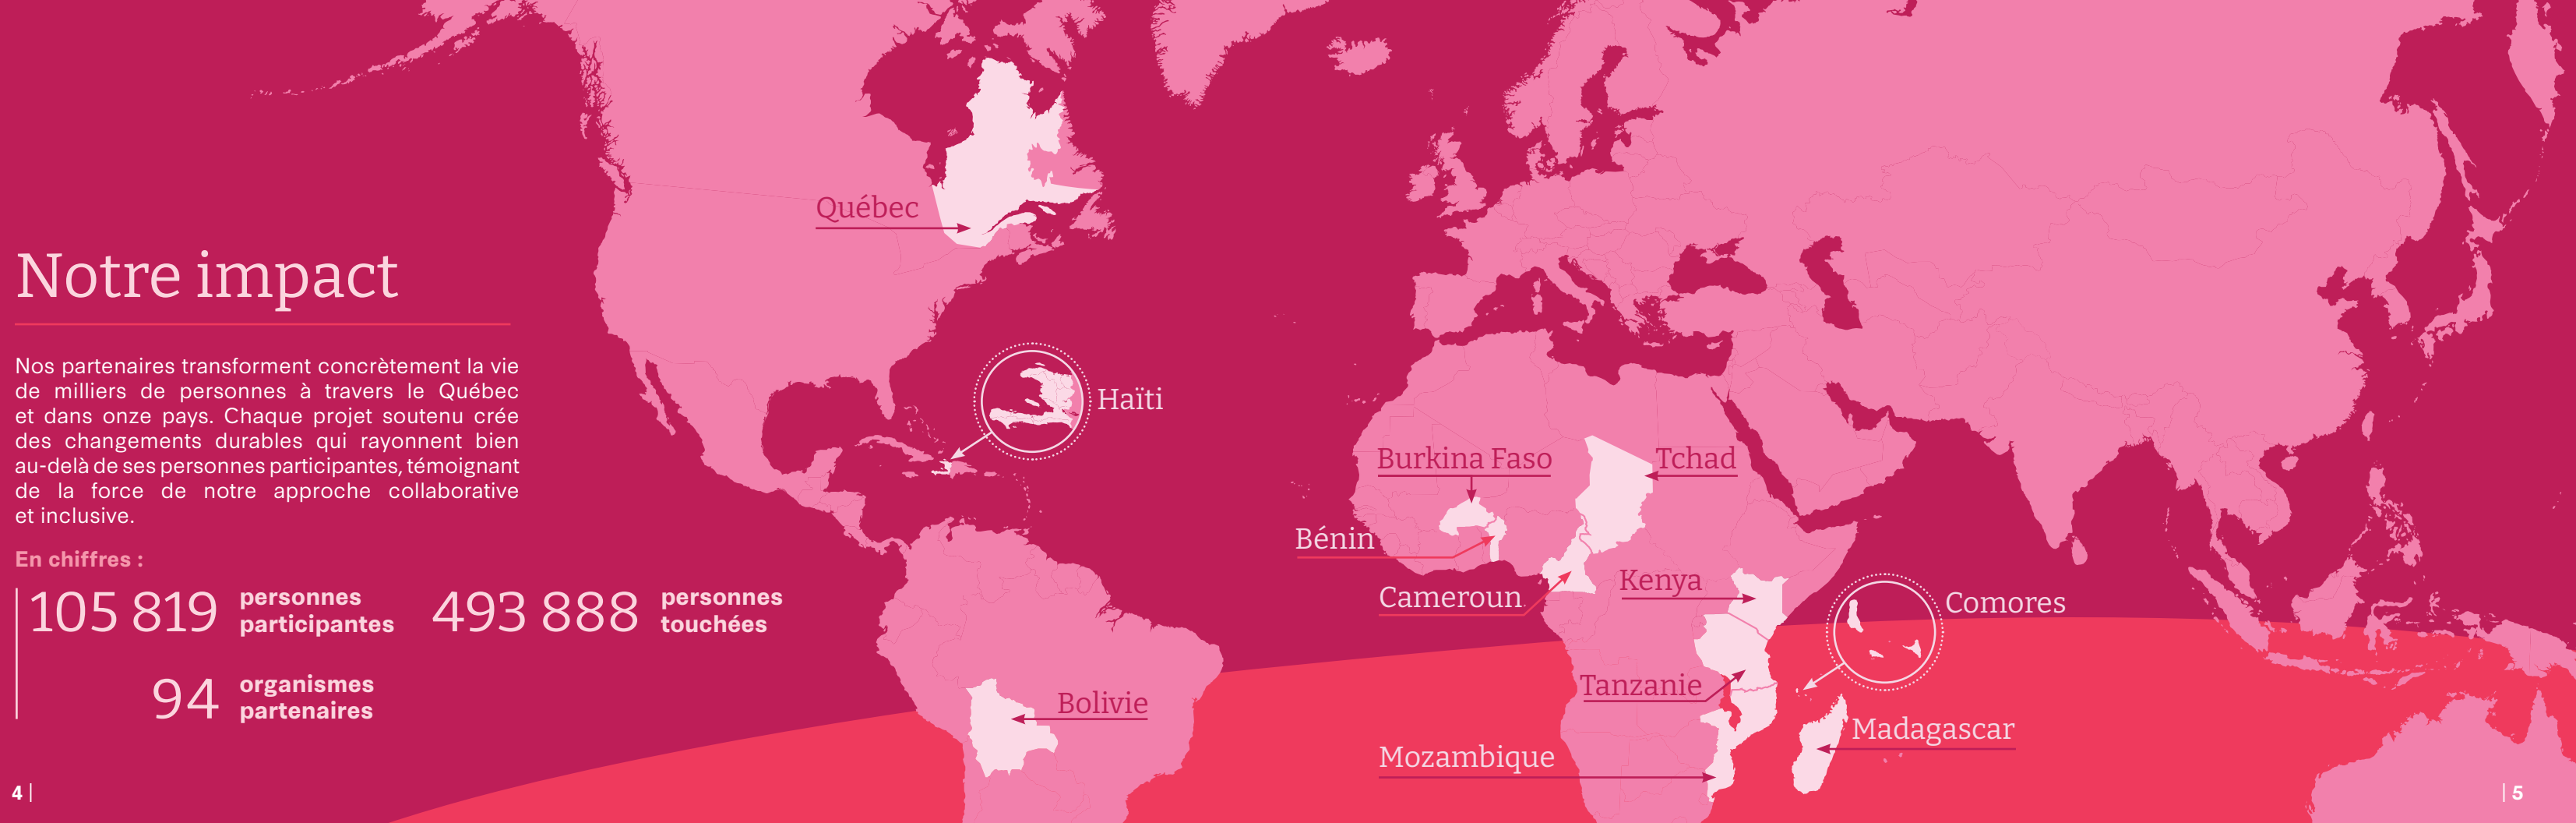 Notre impact
Nos partenaires transforment concrètement la vie
de milliers de personnes à travers le Québec
et dans onze pays. Chaque projet soutenu crée
des changements durables qui rayonnent bien
au-delà de ses personnes participantes, témoignant
de la force de notre approche collaborative
et inclusive.
En chiffres :
105 819 personnes
participantes
493 888 personnes
touchées
94 organismes
partenaires
4 |
Québec
Haïti
Bolivie
Burkina Faso
Tchad
Bénin
Cameroun
Kenya
Comores
Tanzanie
Madagascar
Mozambique
| 5